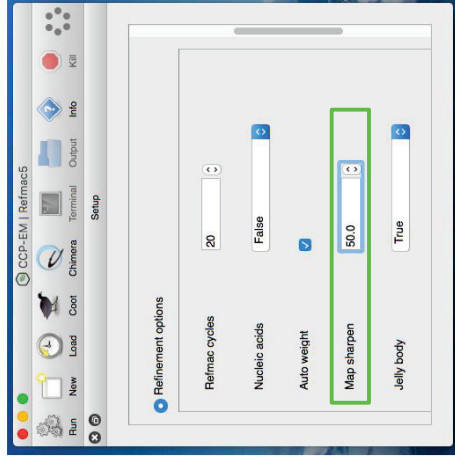 CCP-EM | Refmac5
Run New Load Coot Chimera Terminal Output Info Kill
Setup
Refinement options
Refmac cycles 20
Nucleic acids False
Auto weight
Map sharpen 50.0
Jelly body True